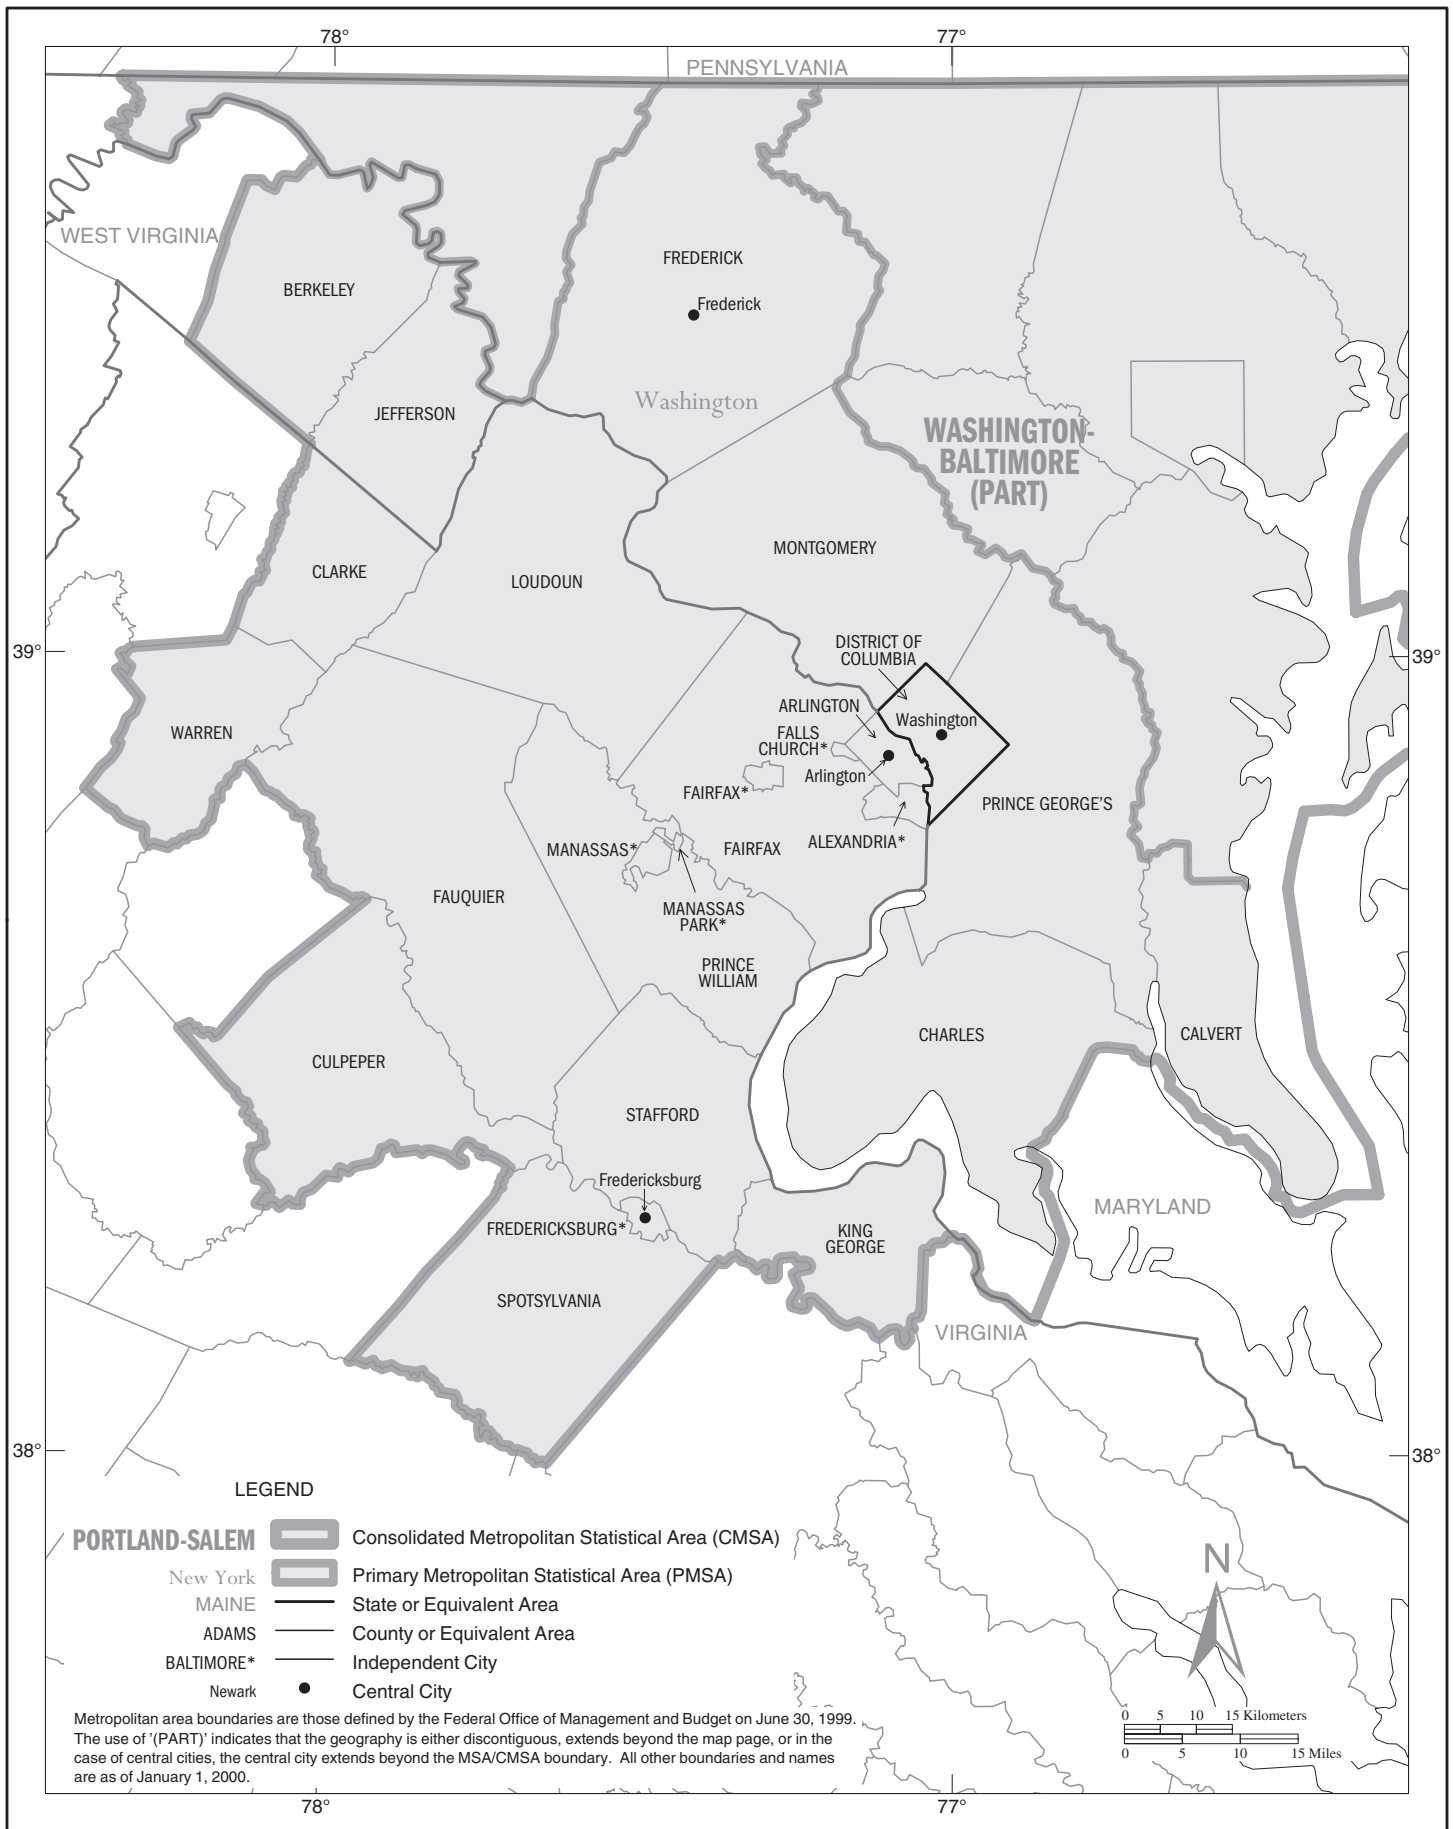 78°
77°
PENNSYLVANIA
WEST VIRGINIA
BERKELEY
FREDERICK
Frederick
JEFFERSON
Washington
WASHINGTON-
BALTIMORE
(PART)
CLARKE
LOUDOUN
MONTGOMERY
39°
39°
DISTRICT OF
COLUMBIA
ARLINGTON
Washington
FALLS
CHURCH*
Arlington
WARREN
FAIRFAX*
PRINCE GEORGE'S
MANASSAS*
FAIRFAX
ALEXANDRIA*
FAUQUIER
MANASSAS
PARK*
PRINCE
WILLIAM
CHARLES
CALVERT
CULPEPER
STAFFORD
Fredericksburg
FREDERICKSBURG*
KING
GEORGE
MARYLAND
SPOTSYLVANIA
VIRGINIA
38°
38°
LEGEND
PORTLAND-SALEM Consolidated Metropolitan Statistical Area (CMSA)
New York Primary Metropolitan Statistical Area (PMSA)
MAINE State or Equivalent Area
ADAMS County or Equivalent Area
BALTIMORE* Independent City
Newark Central City
Metropolitan area boundaries are those defined by the Federal Office of Management and Budget on June 30, 1999.
The use of '(PART)' indicates that the geography is either discontiguous, extends beyond the map page, or in the
case of central cities, the central city extends beyond the MSA/CMSA boundary. All other boundaries and names
are as of January 1, 2000.
N
0 5 10 15 Kilometers
0 5 10 15 Miles
78°
77°